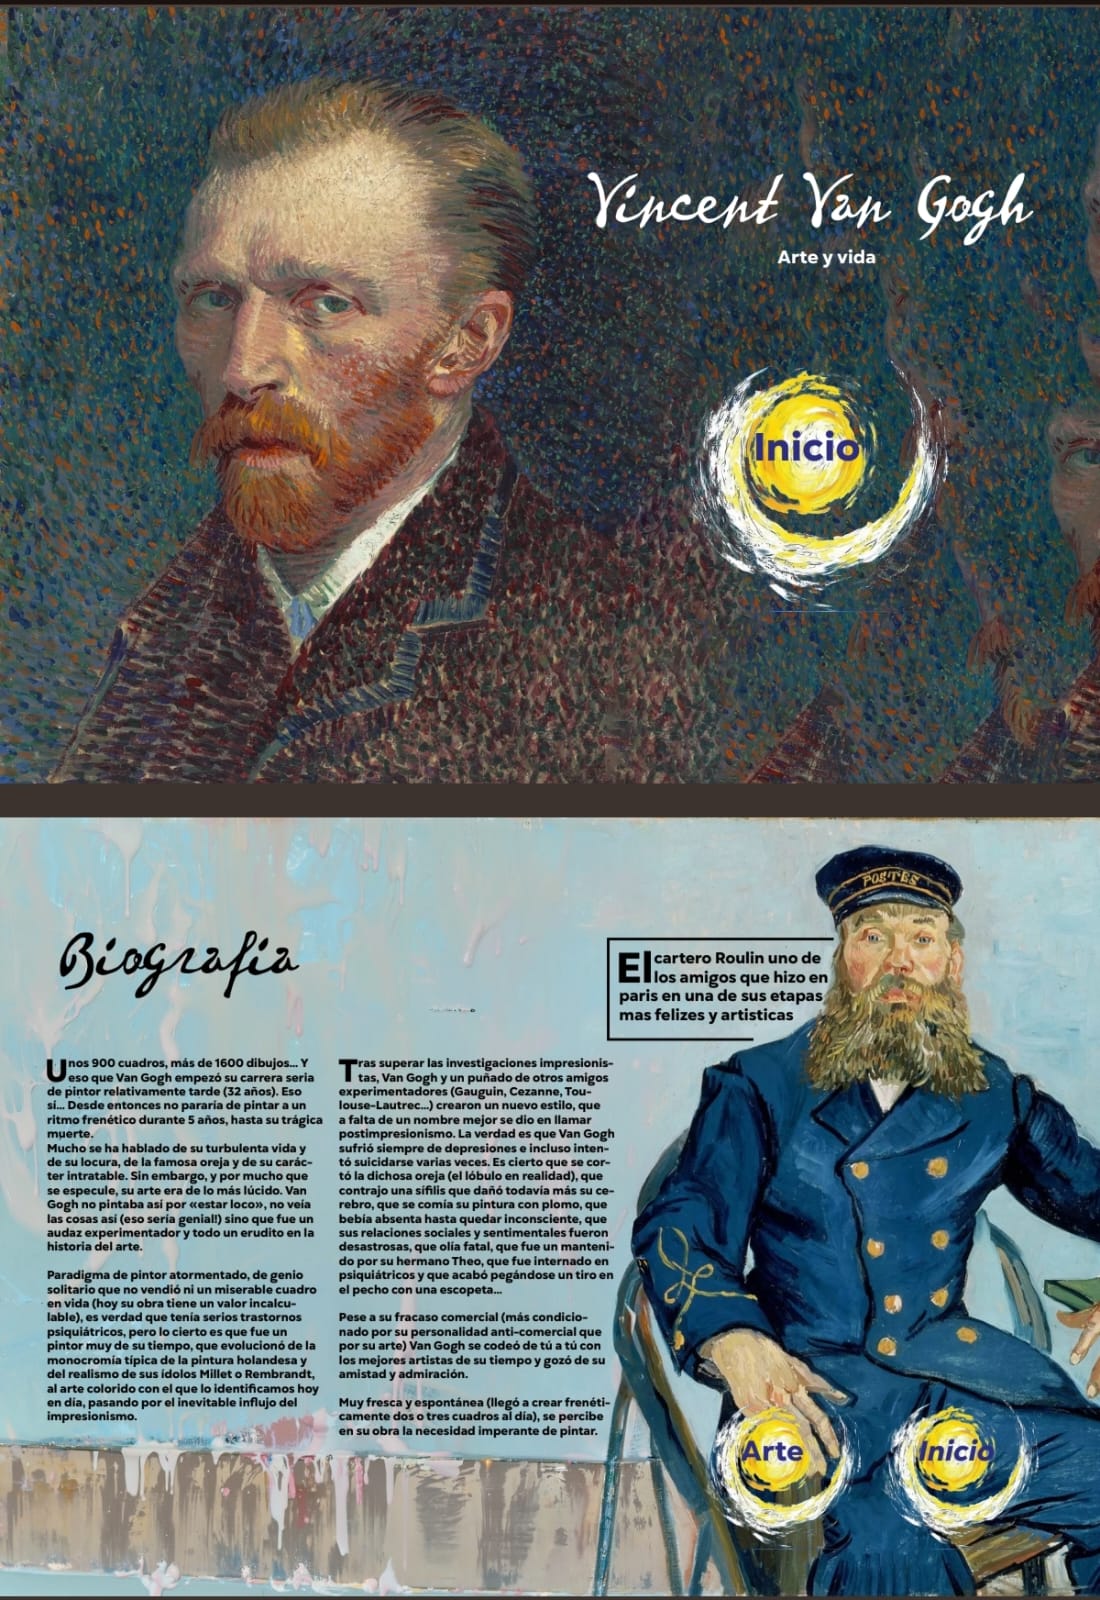 Vincent Van Gogh
Arte y vida
Inicio
Biografia
El cartero Roulin uno de
los amigos que hizo en
paris en una de sus etapas
mas felizes y artisticas
POSTES
Unos 900 cuadros, más de 1600 dibujos... Y
eso que Van Gogh empezó su carrera seria
de pintor relativamente tarde (32 años). Eso
sí... Desde entonces no pararía de pintar a un
ritmo frenético durante 5 años, hasta su trágica
muerte.
Mucho se ha hablado de su turbulenta vida y
de su locura, de la famosa oreja y de su carác-
ter intratable. Sin embargo, y por mucho que
se especule, su arte era de lo más lúcido. Van
Gogh no pintaba así por «estar loco», no veía
las cosas así (eso sería genial!) sino que fue un
audaz experimentador y todo un erudito en la
historia del arte.
Paradigma de pintor atormentado, de genio
solitario que no vendió ni un miserable cuadro
en vida (hoy su obra tiene un valor incalcu-
lable), es verdad que tenía serios trastornos
psiquiátricos, pero lo cierto es que fue un
pintor muy de su tiempo, que evolucionó de la
monocromía típica de la pintura holandesa y
del realismo de sus ídolos Millet o Rembrandt,
al arte colorido con el que lo identificamos hoy
en día, pasando por el inevitable influjo del
impresionismo.
Tras superar las investigaciones impresionis-
tas, Van Gogh y un puñado de otros amigos
experimentadores (Gauguin, Cezanne, Tou-
louse-Lautrec...) crearon un nuevo estilo, que
a falta de un nombre mejor se dio en llamar
postimpresionismo. La verdad es que Van Gogh
sufrió siempre de depresiones e incluso inten-
tó suicidarse varias veces. Es cierto que se cor-
tó la dichosa oreja (el lóbulo en realidad), que
contrajo una sífilis que dañó todavía más su ce-
rebro, que se comía su pintura con plomo, que
bebía absenta hasta quedar inconsciente, que
sus relaciones sociales y sentimentales fueron
desastrosas, que olía fatal, que fue un manteni-
do por su hermano Theo, que fue internado en
psiquiátricos y que acabó pegándose un tiro en
el pecho con una escopeta...
Pese a su fracaso comercial (más condicio-
nado por su personalidad anti-comercial que
por su arte) Van Gogh se codeó de tú a tú con
los mejores artistas de su tiempo y gozó de su
amistad y admiración.
Muy fresca y espontánea (llegó a crear frenéti-
camente dos o tres cuadros al día), se percibe
en su obra la necesidad imperante de pintar.
Arte
Inicio